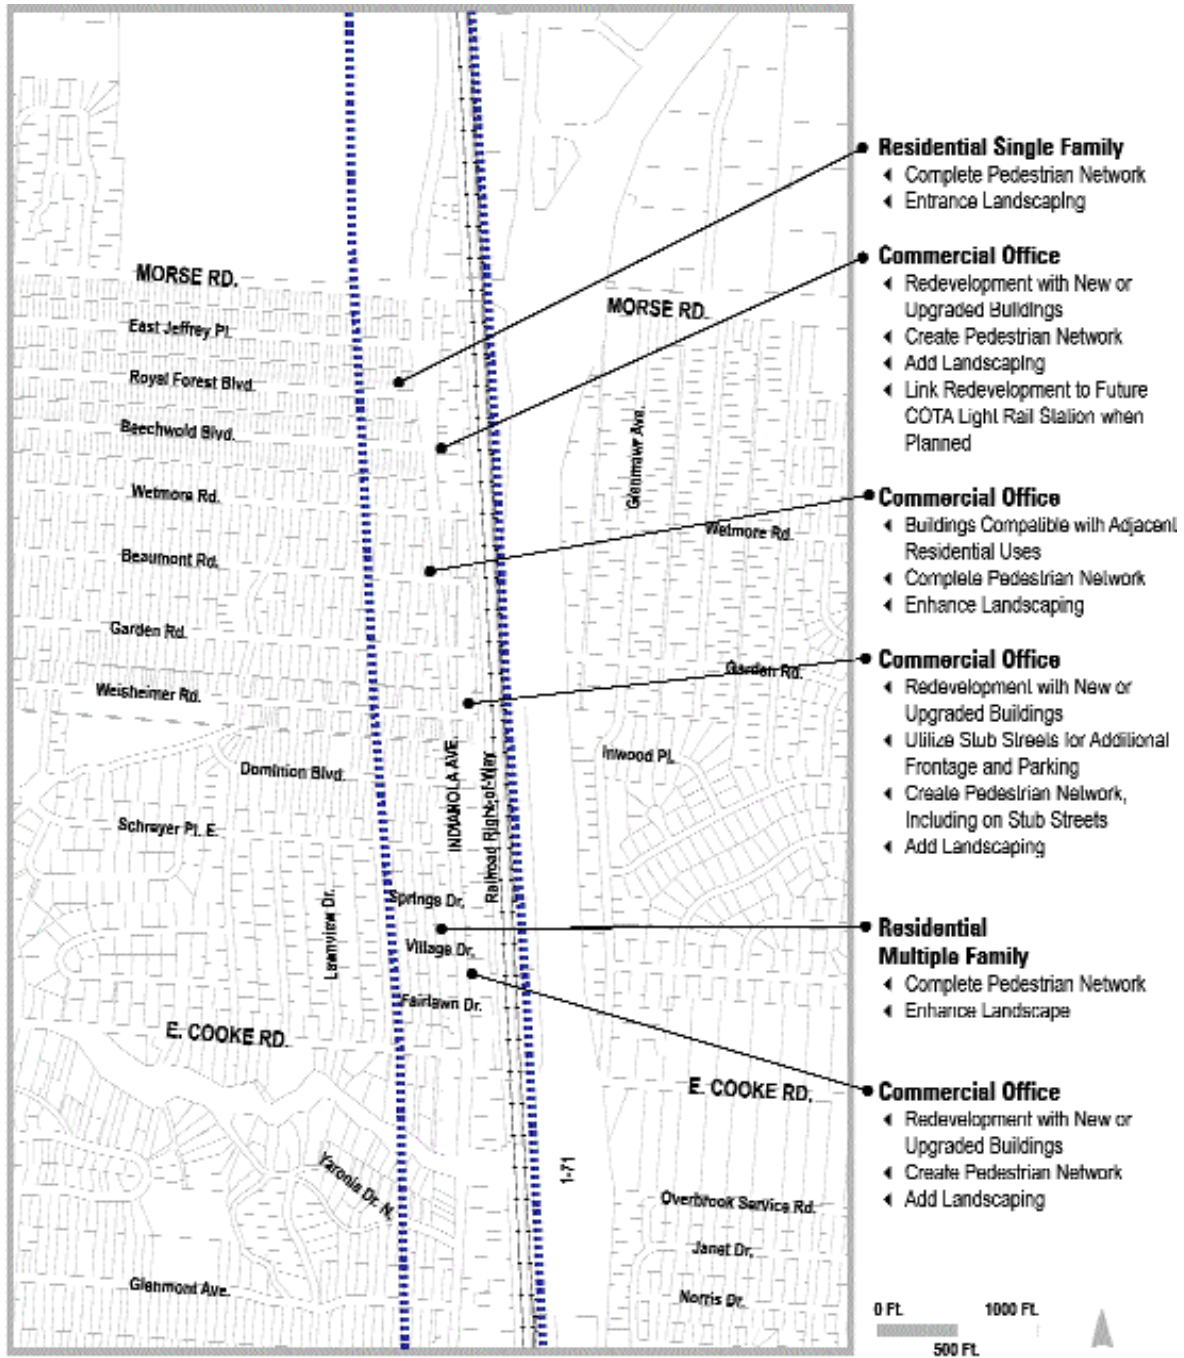 MORSE RD.
East Jeffrey Pl.
Royal Forest Blvd.
Beechwold Blvd.
Wetmore Rd.
Beaumont Rd.
Garden Rd.
Weisheimer Rd.
Dominion Blvd.
Schreyer Pl. E.
Lawnview Dr.
INDIANOLA AVE.
Railroad Right-of-Way
Springs Dr.
Village Dr.
Fairlawn Dr.
E. COOKE RD.
Yaronia Dr. N.
Glenmont Ave.
MORSE RD.
Glenmawr Ave.
Wetmore Rd.
Garden Rd.
Inwood Pl.
E. COOKE RD.
1-71
Overbrook Service Rd.
Janet Dr.
Norris Dr.
Residential Single Family
Complete Pedestrian Network
Entrance Landscaping
Commercial Office
Redevelopment with New or
Upgraded Buildings
Create Pedestrian Network
Add Landscaping
Link Redevelopment to Future
COTA Light Rail Station when
Planned
Commercial Office
Buildings Compatible with Adjacent
Residential Uses
Complete Pedestrian Network
Enhance Landscaping
Commercial Office
Redevelopment with New or
Upgraded Buildings
Utilize Stub Streets for Additional
Frontage and Parking
Create Pedestrian Network,
Including on Stub Streets
Add Landscaping
Residential
Multiple Family
Complete Pedestrian Network
Enhance Landscape
Commercial Office
Redevelopment with New or
Upgraded Buildings
Create Pedestrian Network
Add Landscaping
0 Ft. 1000 Ft.
500 Ft.